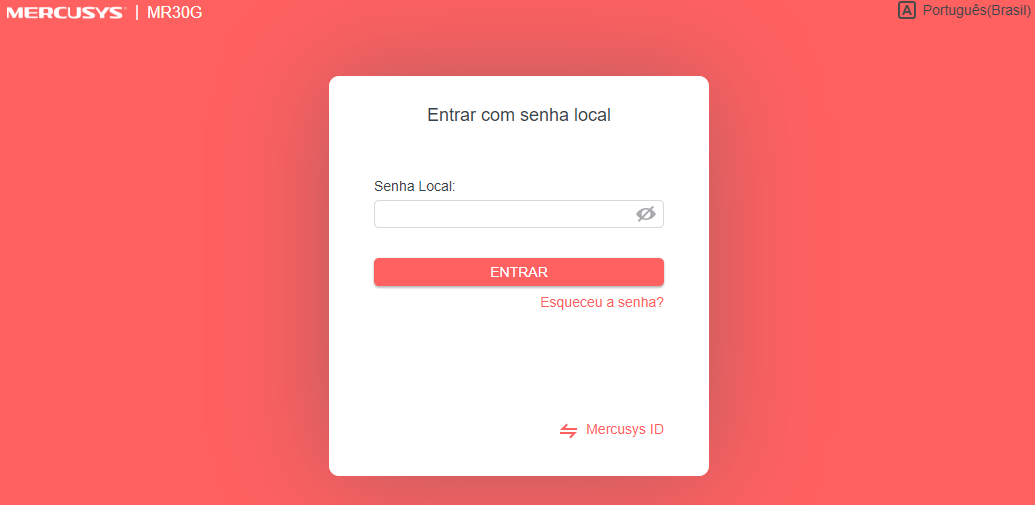 MERCUSYS | MR30G
A Português(Brasil)
Entrar com senha local
Senha Local:
ENTRAR
Esqueceu a senha?
Mercusys ID